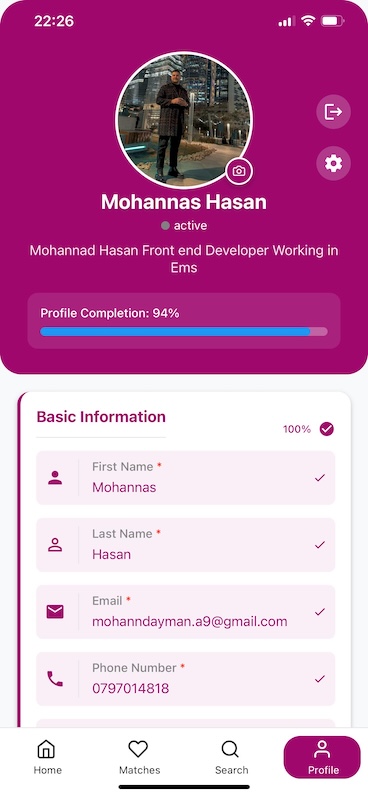 22:26
Mohannas Hasan
active
Mohannad Hasan Front end Developer Working in
Ems
Profile Completion: 94%
Basic Information
100%
First Name *
Mohannas
Last Name *
Hasan
Email *
mohanndayman.a9@gmail.com
Phone Number *
0797014818
Home
Matches
Search
Profile